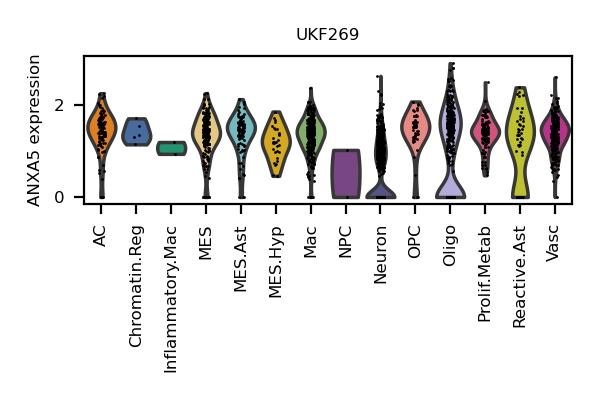 UKF269
ANXA5 expression
2
0
AC
Chromatin.Reg
Inflammatory.Mac
MES
MES.Ast
MES.Hyp
Mac
NPC
Neuron
OPC
Oligo
Prolif.Metab
Reactive.Ast
Vasc